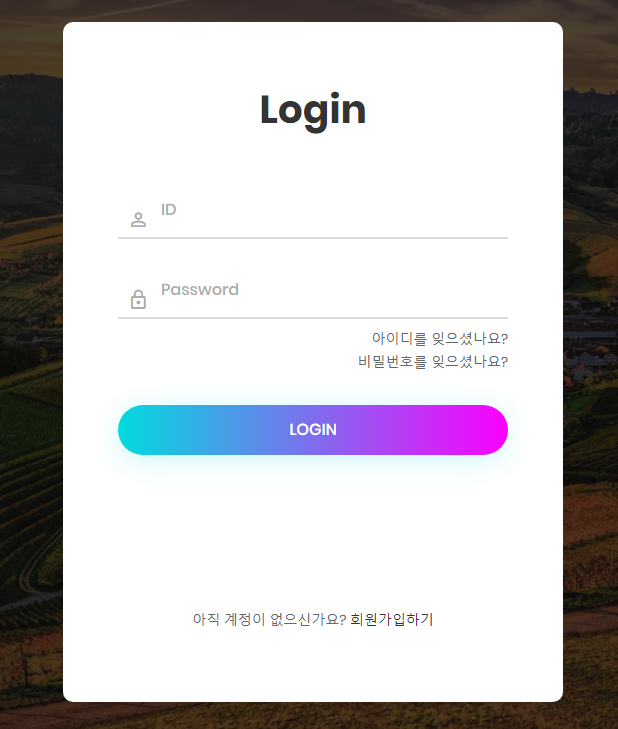 Login
ID
Password
아이디를 잊으셨나요?
비밀번호를 잊으셨나요?
LOGIN
아직 계정이 없으신가요? 회원가입하기